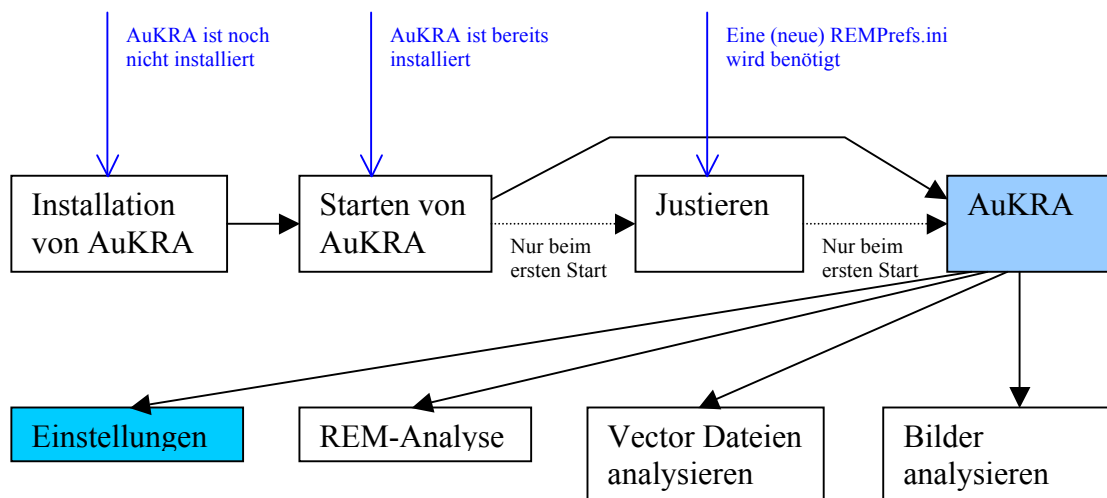 AuKRA ist noch
nicht installiert
AuKRA ist bereits
installiert
Eine (neue) REMPrefs.ini
wird benötigt
Installation
von AuKRA
Starten von
AuKRA
Nur beim
ersten Start
Justieren
Nur beim
ersten Start
AuKRA
Einstellungen
REM-Analyse
Vector Dateien
analysieren
Bilder
analysieren